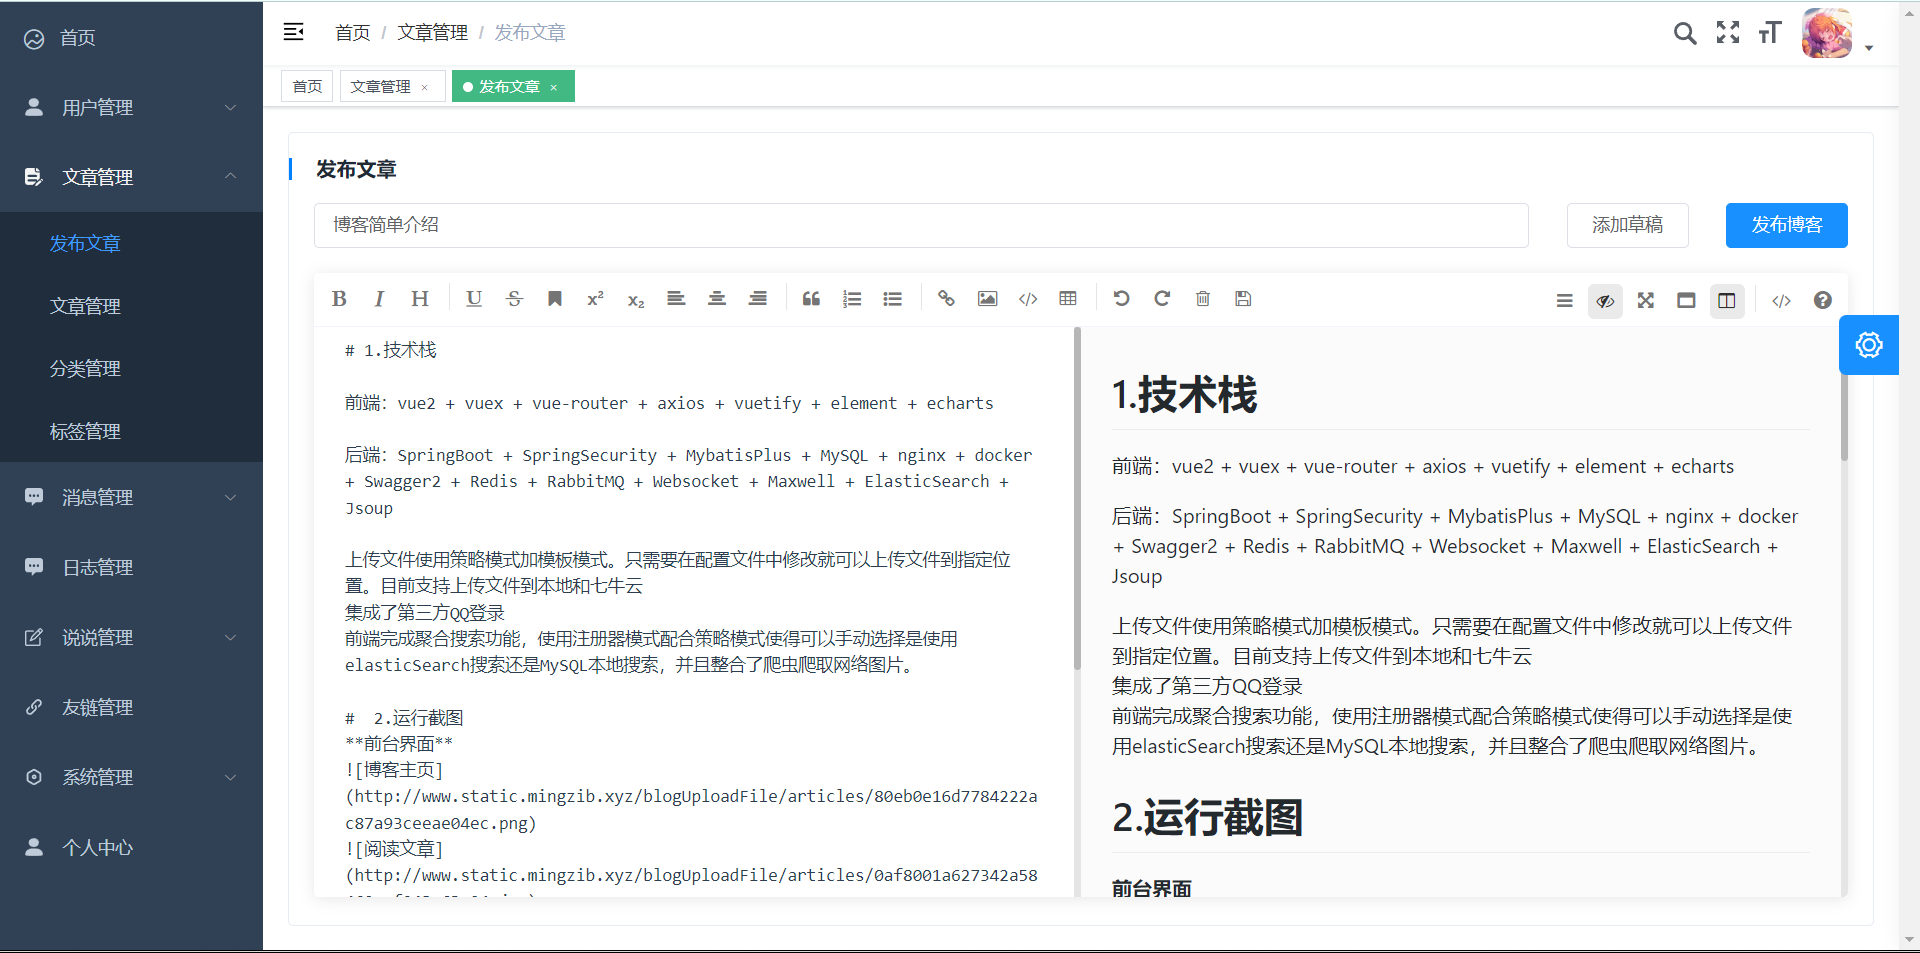 首页
用户管理
文章管理
发布文章
文章管理
分类管理
标签管理
消息管理
日志管理
说说管理
友链管理
系统管理
个人中心
首页 / 文章管理 / 发布文章
首页 文章管理 × 发布文章 ×
发布文章
博客简单介绍 添加草稿 发布博客
# 1.技术栈
前端：vue2 + vuex + vue-router + axios + vuetify + element + echarts
后端：SpringBoot + SpringSecurity + MybatisPlus + MySQL + nginx + docker
+ Swagger2 + Redis + RabbitMQ + Websocket + Maxwell + ElasticSearch +
Jsoup
上传文件使用策略模式加模板模式。只需要在配置文件中修改就可以上传文件到指定位
置。目前支持上传文件到本地和七牛云
集成了第三方QQ登录
前端完成聚合搜索功能，使用注册器模式配合策略模式使得可以手动选择是使用
elasticSearch搜索还是MySQL本地搜索，并且整合了爬虫爬取网络图片。
#  2.运行截图
**前台界面**
![博客主页]
(http://www.static.mingzib.xyz/blogUploadFile/articles/80eb0e16d7784222a
c87a93ceeae04ec.png)
![阅读文章]
(http://www.static.mingzib.xyz/blogUploadFile/articles/0af8001a627342a58
1.技术栈
前端：vue2 + vuex + vue-router + axios + vuetify + element + echarts
后端：SpringBoot + SpringSecurity + MybatisPlus + MySQL + nginx + docker
+ Swagger2 + Redis + RabbitMQ + Websocket + Maxwell + ElasticSearch +
Jsoup
上传文件使用策略模式加模板模式。只需要在配置文件中修改就可以上传文件
到指定位置。目前支持上传文件到本地和七牛云
集成了第三方QQ登录
前端完成聚合搜索功能，使用注册器模式配合策略模式使得可以手动选择是使
用elasticSearch搜索还是MySQL本地搜索，并且整合了爬虫爬取网络图片。
2.运行截图
前台界面